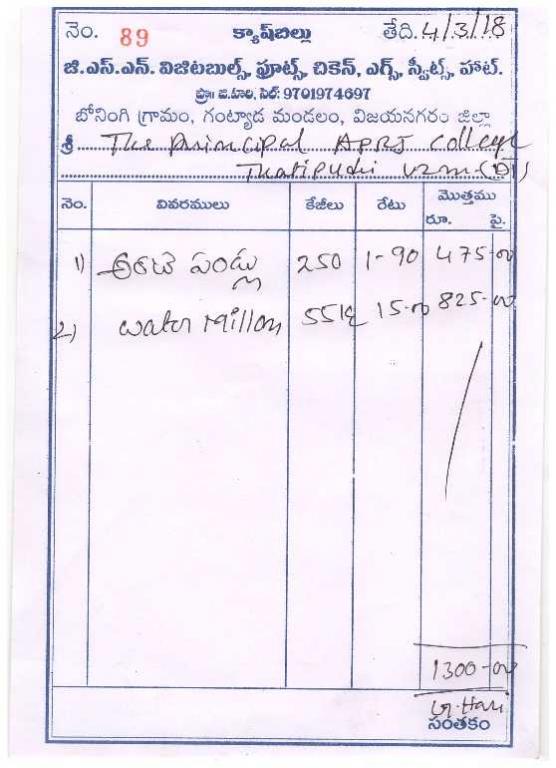 నెం. 89 క్యాష్‌బిల్లు తేది. 4/3/18
జి.ఎస్.ఎన్. విజిటబుల్స్, ఫ్రూట్స్, చికెన్, ఎగ్స్, స్వీట్స్, హాట్.
సెల్: 9701974697
బోనింగి గ్రామం, గంట్యాడ మండలం, విజయనగరం జిల్లా
శ్రీ The Principal APRJ College
Thatipudi VZM (DT)
నెం. వివరములు కేజీలు రేటు మొత్తము
రూ. పై.
1) అరటి పండ్లు 250 1-90 475-00
2) water Millon 55kg 15-00 825-00
1300-00
G. Hari
సంతకం